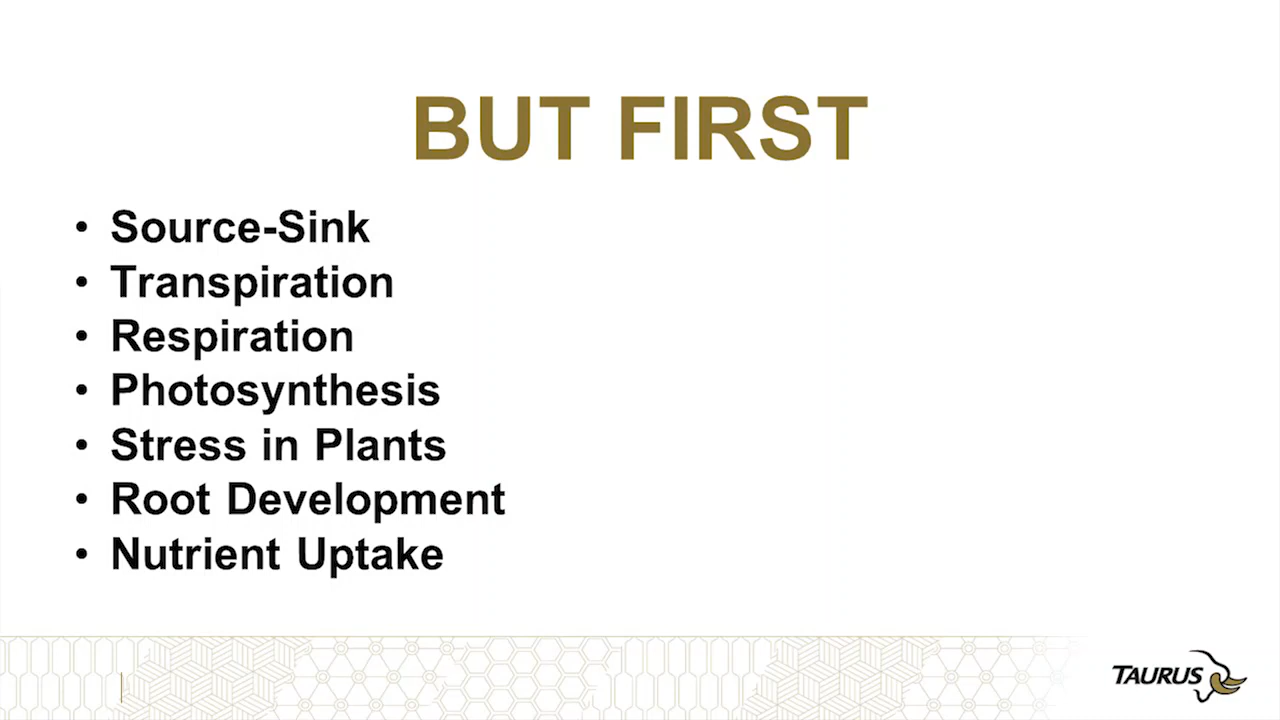 BUT FIRST
• Source-Sink
• Transpiration
• Respiration
• Photosynthesis
• Stress in Plants
• Root Development
• Nutrient Uptake
TAURUS